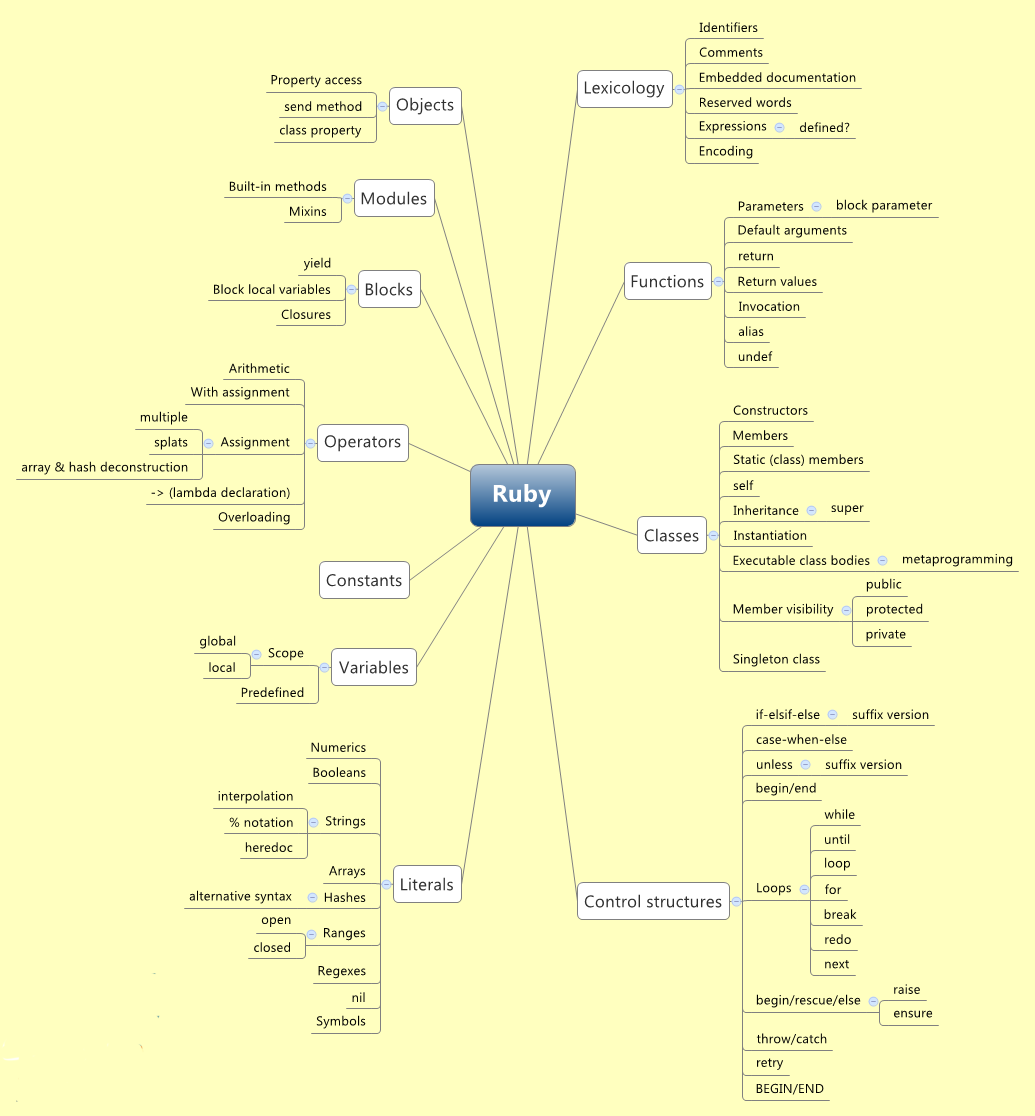 Ruby
Lexicology
Identifiers
Comments
Embedded documentation
Reserved words
Expressions
defined?
Encoding
Functions
Parameters
block parameter
Default arguments
return
Return values
Invocation
alias
undef
Classes
Constructors
Members
Static (class) members
self
Inheritance
super
Instantiation
Executable class bodies
metaprogramming
Member visibility
public
protected
private
Singleton class
Control structures
if-elsif-else
suffix version
case-when-else
unless
suffix version
begin/end
Loops
while
until
loop
for
break
redo
next
begin/rescue/else
raise
ensure
throw/catch
retry
BEGIN/END
Objects
Property access
send method
class property
Modules
Built-in methods
Mixins
Blocks
yield
Block local variables
Closures
Operators
Arithmetic
With assignment
Assignment
multiple
splats
array & hash deconstruction
-> (lambda declaration)
Overloading
Constants
Variables
Scope
global
local
Predefined
Literals
Numerics
Booleans
Strings
interpolation
% notation
heredoc
Arrays
Hashes
alternative syntax
Ranges
open
closed
Regexes
nil
Symbols